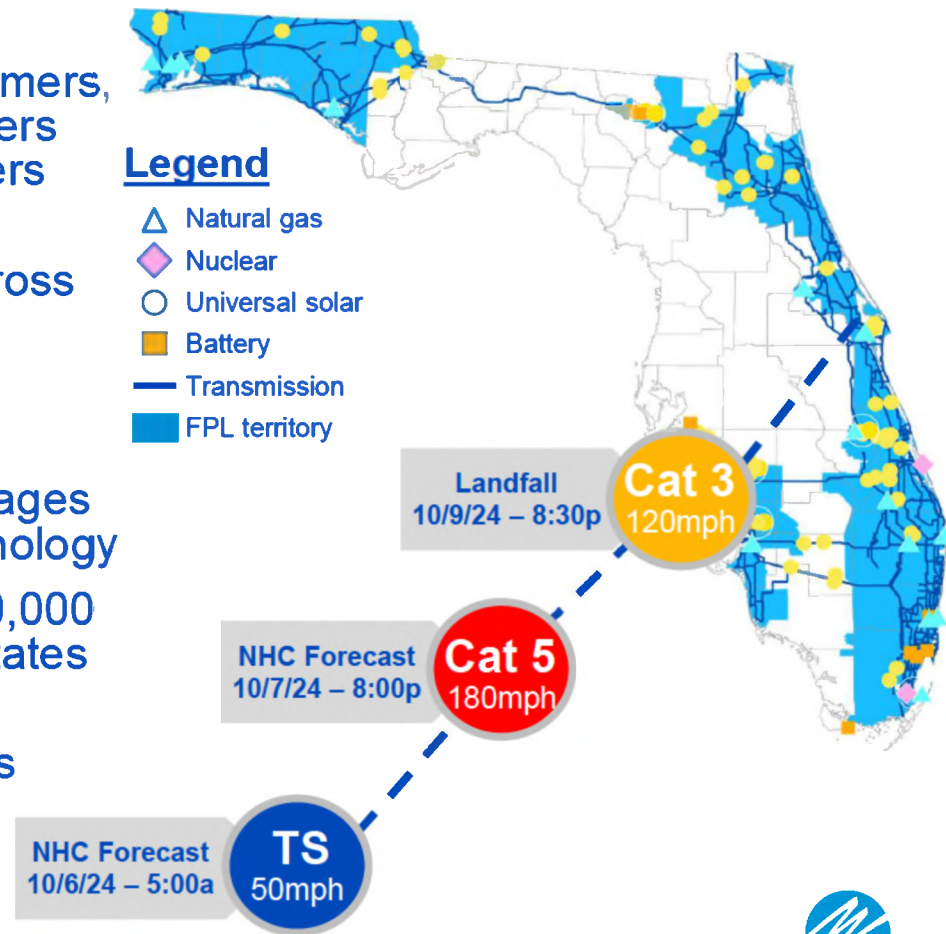 mers,
ers
ers
ross
ages
nology
0,000
tates
s
Legend
Natural gas
Nuclear
Universal solar
Battery
Transmission
FPL territory
Landfall
10/9/24 – 8:30p
Cat 3
120mph
NHC Forecast
10/7/24 – 8:00p
Cat 5
180mph
NHC Forecast
10/6/24 – 5:00a
TS
50mph